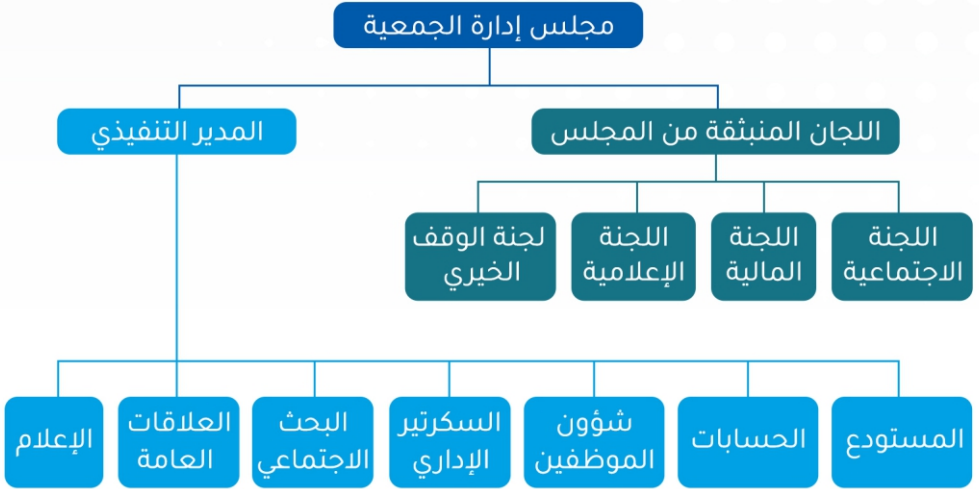 مجلس إدارة الجمعية
اللجان المنبثقة من المجلس
المدير التنفيذي
اللجنة
الاجتماعية
اللجنة
المالية
اللجنة
الإعلامية
لجنة الوقف
الخيري
المستودع
الحسابات
شؤون
الموظفين
السكرتير
الإداري
البحث
الاجتماعي
العلاقات
العامة
الإعلام